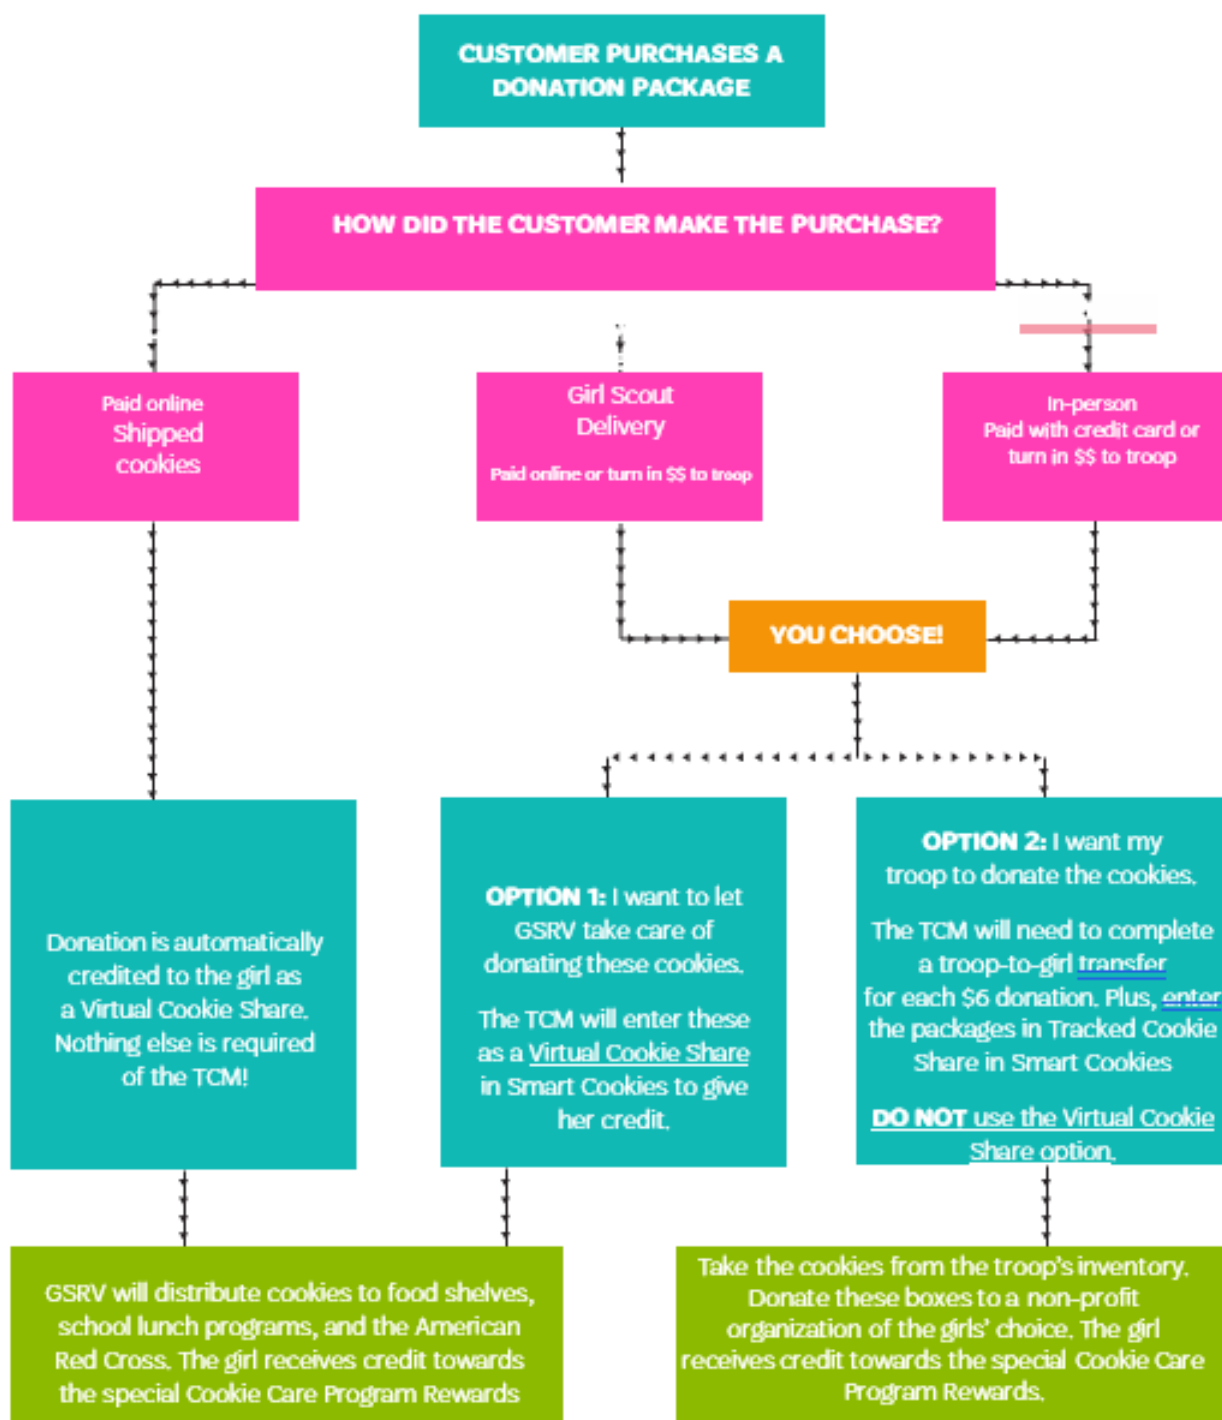 CUSTOMER PURCHASES A
DONATION PACKAGE
HOW DID THE CUSTOMER MAKE THE PURCHASE?
Paid online
Shipped
cookies
Girl Scout
Delivery
Paid online or turn in $$ to troop
In-person
Paid with credit card or
turn in $$ to troop
YOU CHOOSE!
Donation is automatically
credited to the girl as
a Virtual Cookie Share.
Nothing else is required
of the TCM!
OPTION 1: I want to let
GSRV take care of
donating these cookies.
The TCM will enter these
as a Virtual Cookie Share
in Smart Cookies to give
her credit.
OPTION 2: I want my
troop to donate the cookies.
The TCM will need to complete
a troop-to-girl transfer
for each $6 donation. Plus, enter
the packages in Tracked Cookie
Share in Smart Cookies
DO NOT use the Virtual Cookie
Share option.
GSRV will distribute cookies to food shelves,
school lunch programs, and the American
Red Cross. The girl receives credit towards
the special Cookie Care Program Rewards
Take the cookies from the troop's inventory.
Donate these boxes to a non-profit
organization of the girls' choice. The girl
receives credit towards the special Cookie Care
Program Rewards.